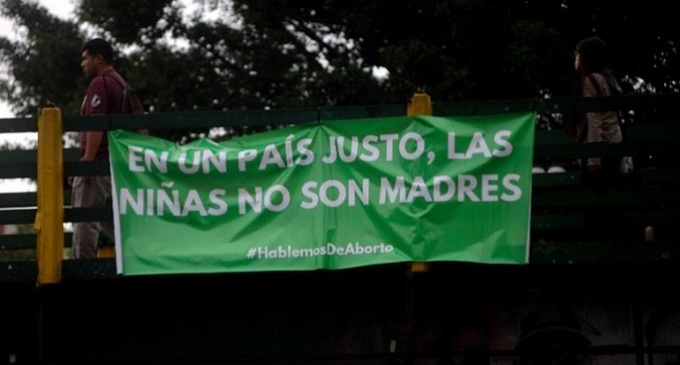 EN UN PAÍS JUSTO, LAS
NIÑAS NO SON MADRES
#HablemosDeAborto